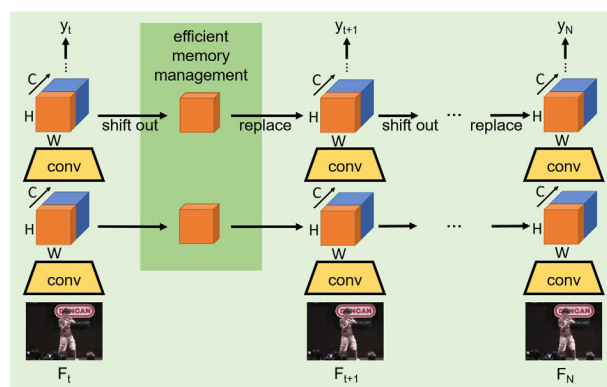 y_t
efficient
memory
management
y_t+1
y_N
C
H
W
shift out
replace
C
H
W
shift out
...
replace
C
H
W
conv
conv
conv
C
H
W
C
H
W
...
C
H
W
conv
conv
conv
DUNCAN
DUNCAN
DUNCAN
F_t
F_t+1
F_N